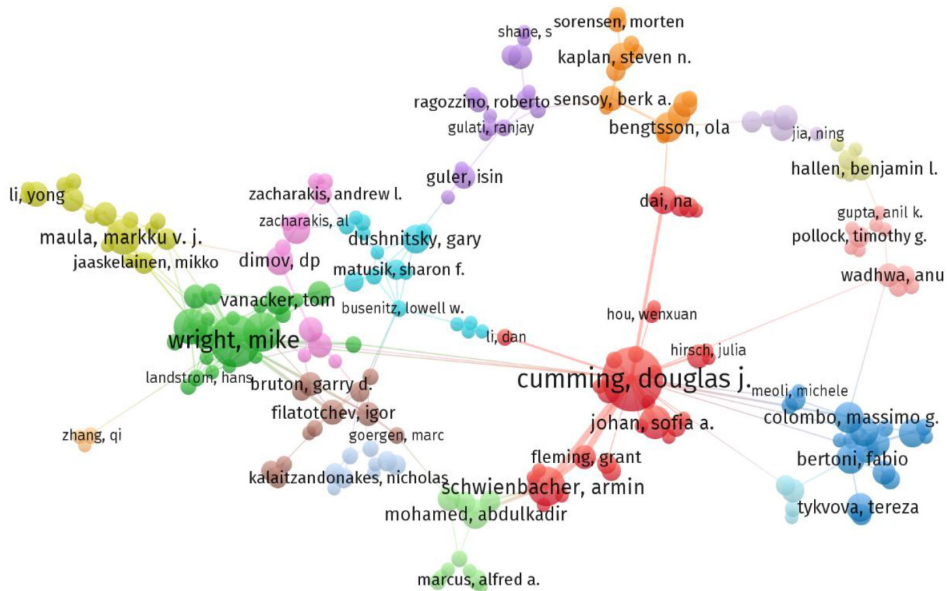 sorensen, morten
shane, s
kaplan, steven n.
ragozzino, roberto
sensoy, berk a.
gulati, ranjay
bengtsson, ola
jia, ning
hallen, benjamin l.
guler, isin
li, yong
zacharakis, andrew l.
dai, na
zacharakis, al
gupta, anil k.
maula, markku v. j.
dushnitsky, gary
pollock, timothy g.
jaaskelainen, mikko
dimov, dp
matusik, sharon f.
wadhwa, anu
vanacker, tom
busenitz, lowell w.
hou, wenxuan
wright, mike
li, dan
hirsch, julia
landstrom, hans
bruton, garry d.
cumming, douglas j.
meoli, michele
filatotchev, igor
johan, sofia a.
colombo, massimo g.
zhang, qi
goergen, marc
fleming, grant
bertoni, fabio
kalaitzandonakes, nicholas
schwienbacher, armin
tykvova, tereza
mohamed, abdulkadir
marcus, alfred a.